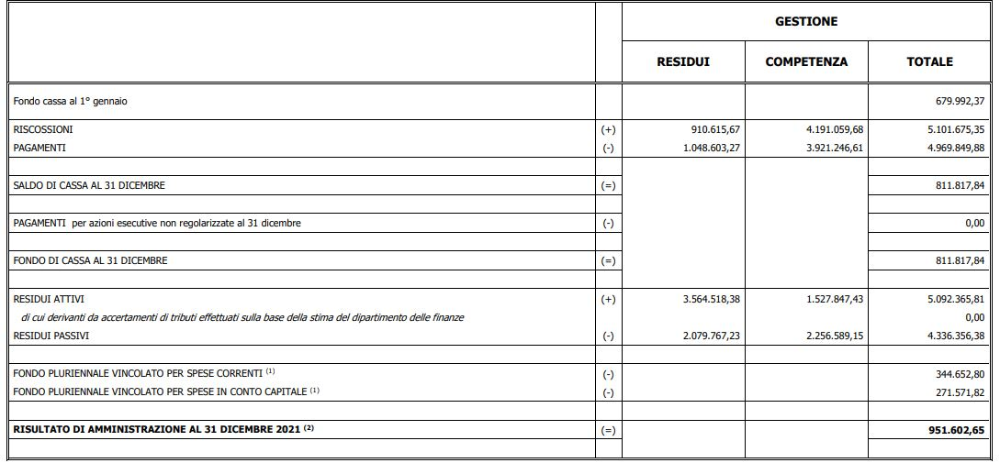 GESTIONE
RESIDUI COMPETENZA TOTALE
Fondo cassa al 1° gennaio 679.992,37
RISCOSSIONI (+) 910.615,67 4.191.059,68 5.101.675,35
PAGAMENTI (-) 1.048.603,27 3.921.246,61 4.969.849,88
SALDO DI CASSA AL 31 DICEMBRE (=) 811.817,84
PAGAMENTI per azioni esecutive non regolarizzate al 31 dicembre (-) 0,00
FONDO DI CASSA AL 31 DICEMBRE (=) 811.817,84
RESIDUI ATTIVI (+) 3.564.518,38 1.527.847,43 5.092.365,81
di cui derivanti da accertamenti di tributi effettuati sulla base della stima del dipartimento delle finanze 0,00
RESIDUI PASSIVI (-) 2.079.767,23 2.256.589,15 4.336.356,38
FONDO PLURIENNALE VINCOLATO PER SPESE CORRENTI (1) (-) 344.652,80
FONDO PLURIENNALE VINCOLATO PER SPESE IN CONTO CAPITALE (1) (-) 271.571,82
RISULTATO DI AMMINISTRAZIONE AL 31 DICEMBRE 2021 (2) (=) 951.602,65